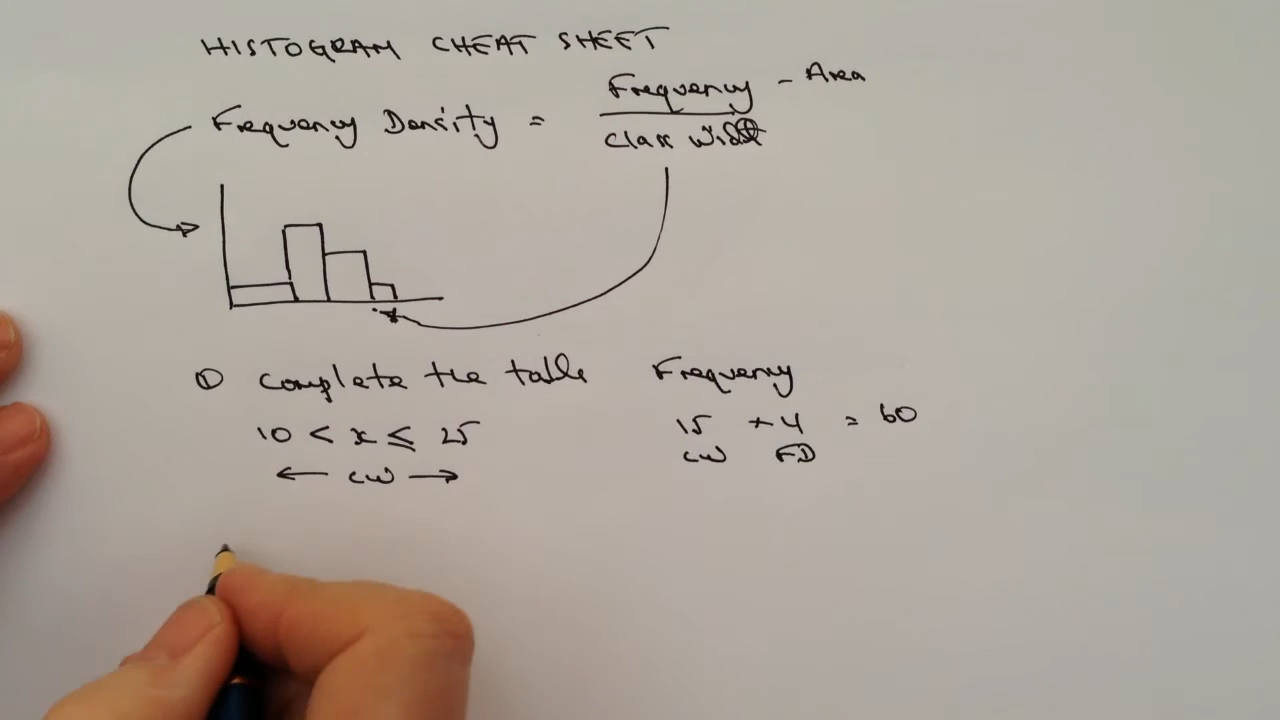 HISTOGRAM CHEAT SHEET
Frequency Density = Frequency - Area
Class Width
① Complete the table Frequency
10 < x ≤ 25 15 + 4 = 60
← CW → CW FD